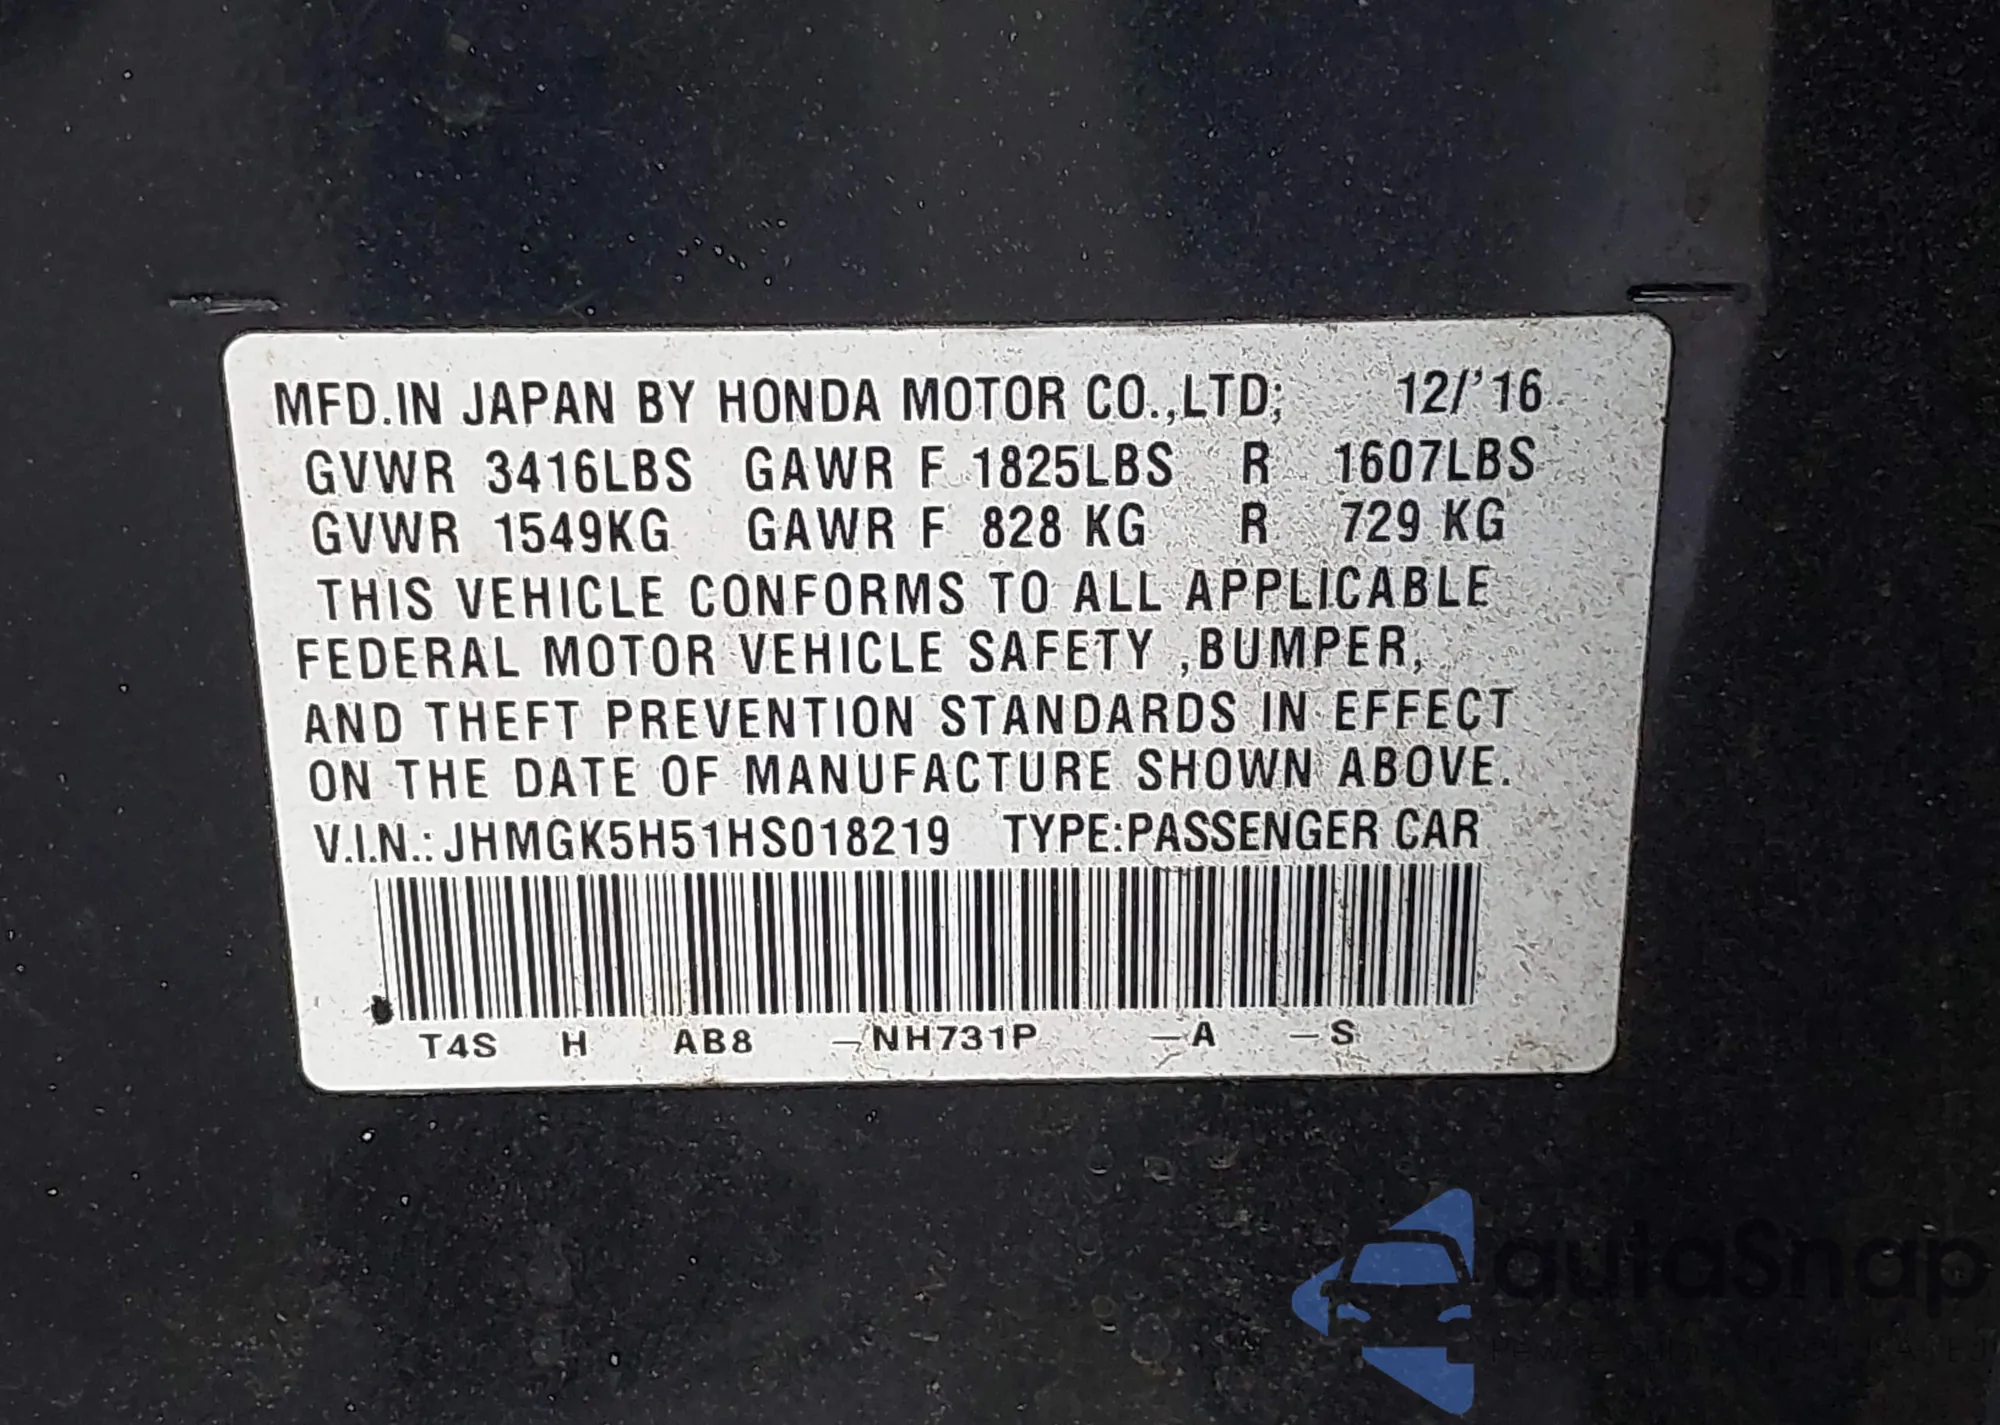 MFD.IN JAPAN BY HONDA MOTOR CO.,LTD; 12/'16
GVWR 3416LBS GAWR F 1825LBS R 1607LBS
GVWR 1549KG GAWR F 828 KG R 729 KG
THIS VEHICLE CONFORMS TO ALL APPLICABLE
FEDERAL MOTOR VEHICLE SAFETY ,BUMPER,
AND THEFT PREVENTION STANDARDS IN EFFECT
ON THE DATE OF MANUFACTURE SHOWN ABOVE.
V.I.N.: JHMGK5H51HS018219 TYPE:PASSENGER CAR
T4S H AB8 -NH731P -A -S
autaSnap